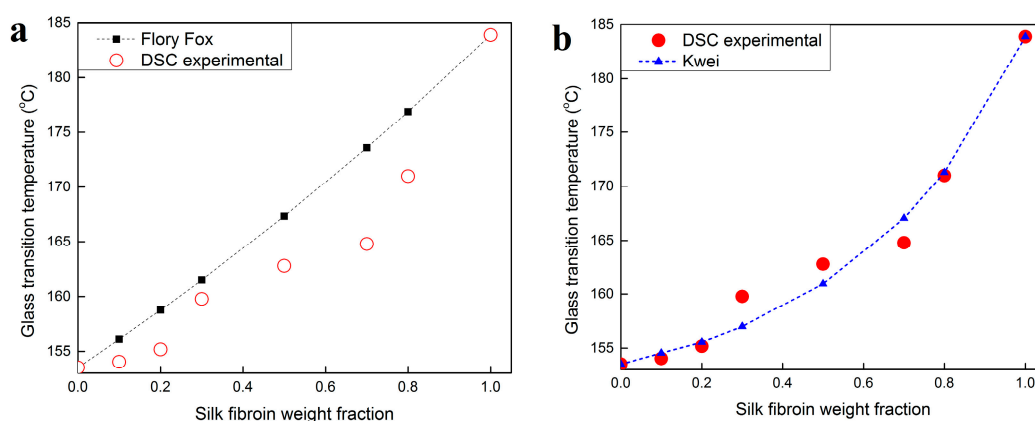 a
Flory Fox
DSC experimental
185
180
175
170
165
160
155
0.0 0.2 0.4 0.6 0.8 1.0
Glass transition temperature (°C)
Silk fibroin weight fraction
b
DSC experimental
Kwei
185
180
175
170
165
160
155
0.0 0.2 0.4 0.6 0.8 1.0
Glass transition temperature (°C)
Silk fibroin weight fraction